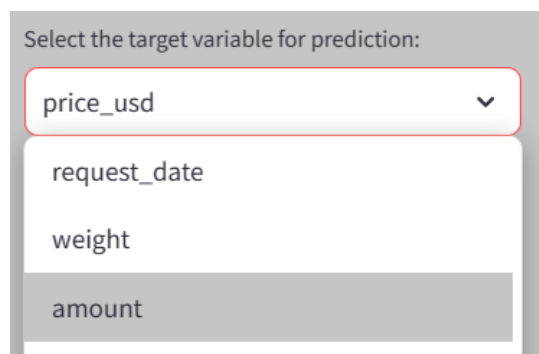 Select the target variable for prediction:
price_usd
request_date
weight
amount